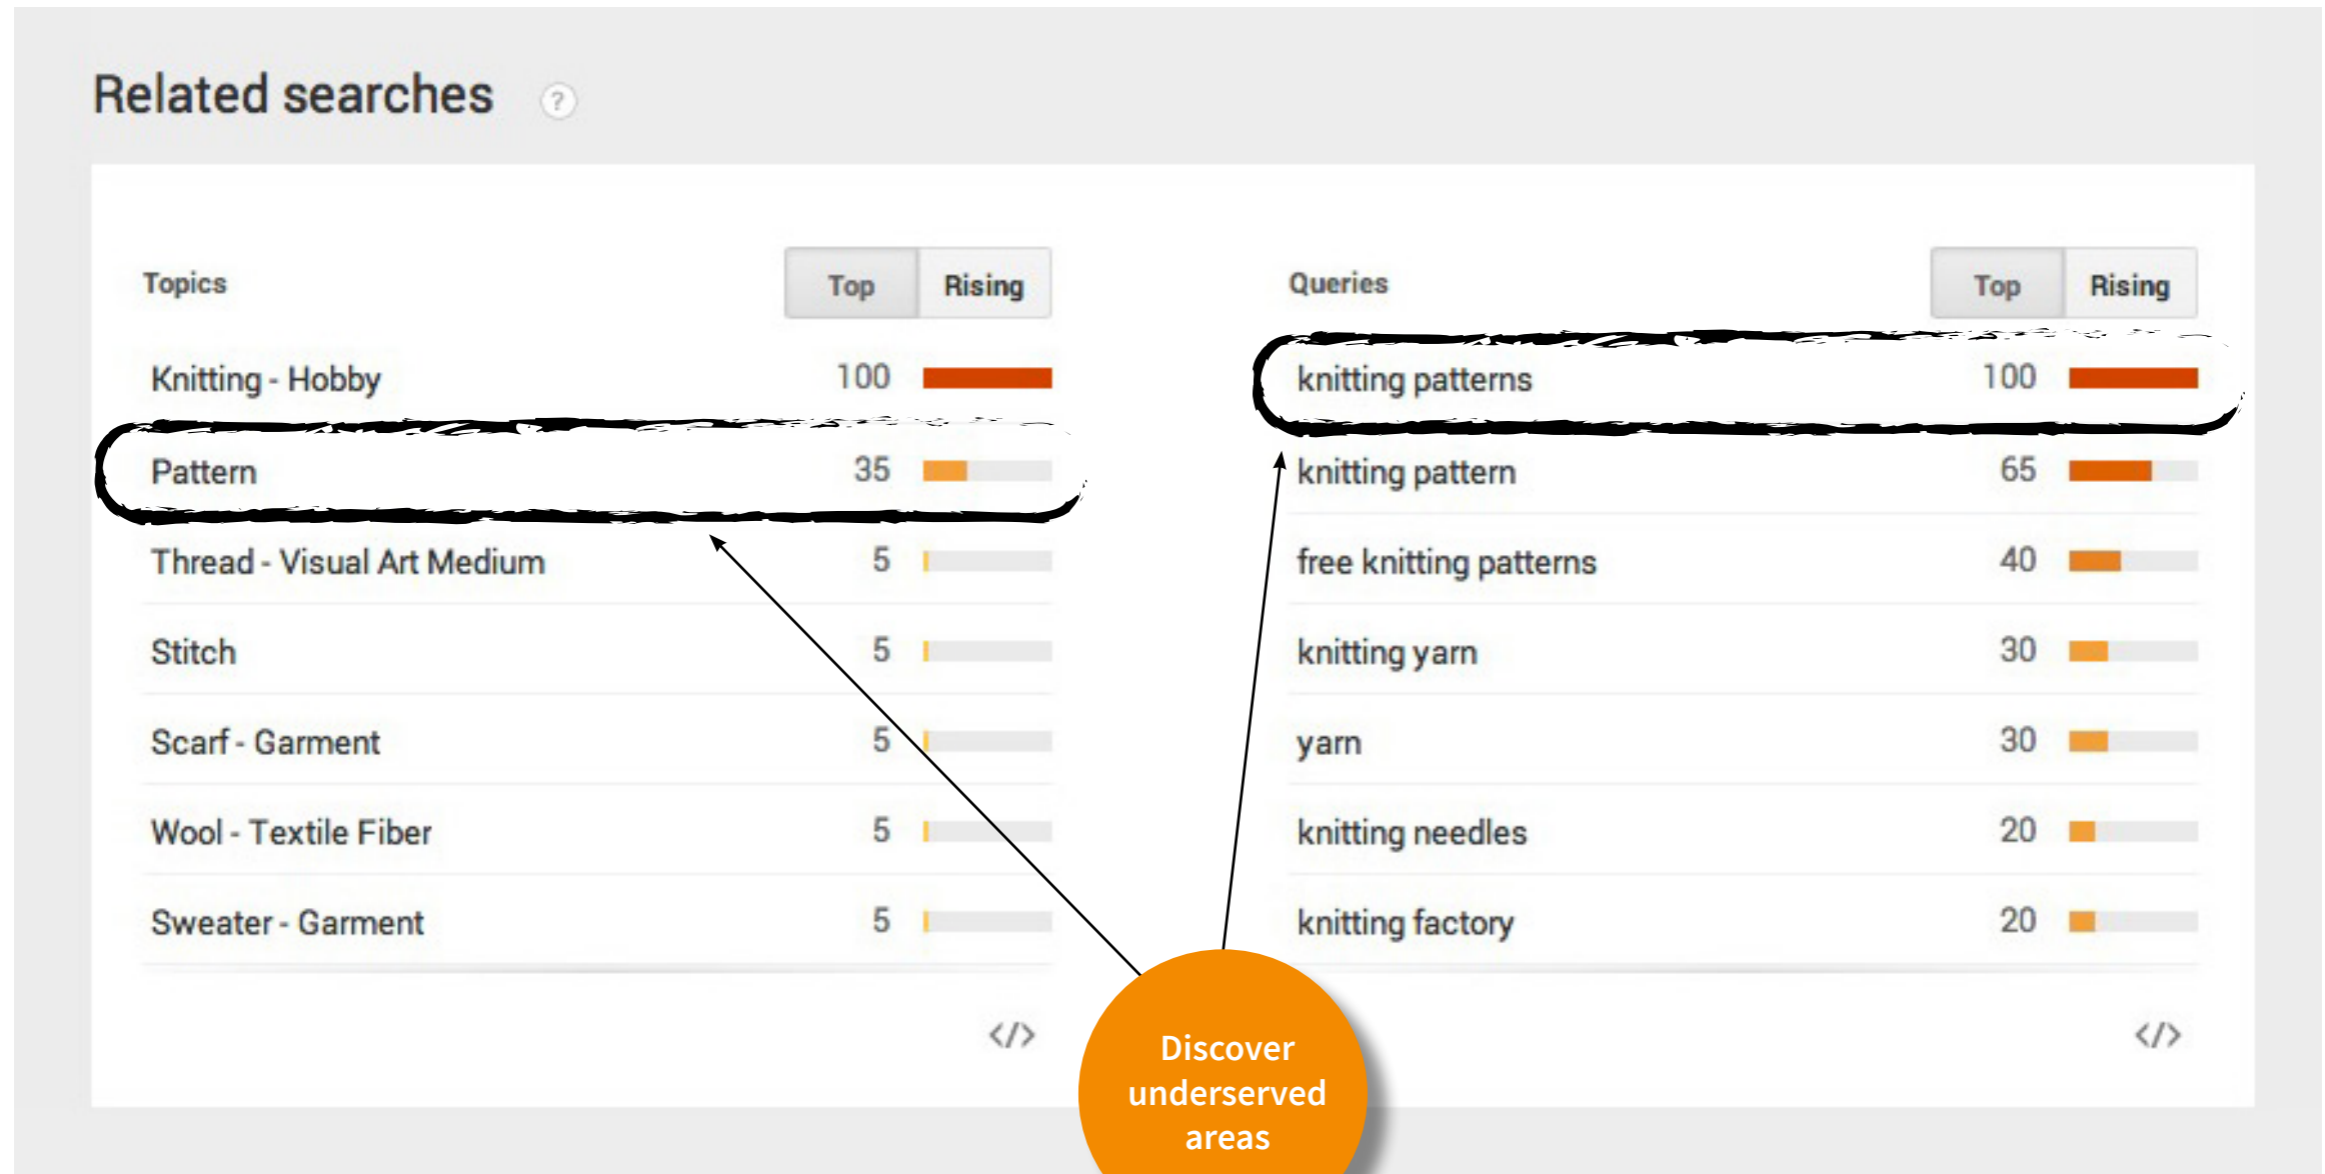 Related searches ?
Topics Top Rising
Knitting - Hobby 100
Pattern 35
Thread - Visual Art Medium 5
Stitch 5
Scarf - Garment 5
Wool - Textile Fiber 5
Sweater - Garment 5
</>
Queries Top Rising
knitting patterns 100
knitting pattern 65
free knitting patterns 40
knitting yarn 30
yarn 30
knitting needles 20
knitting factory 20
</>
Discover
underserved
areas